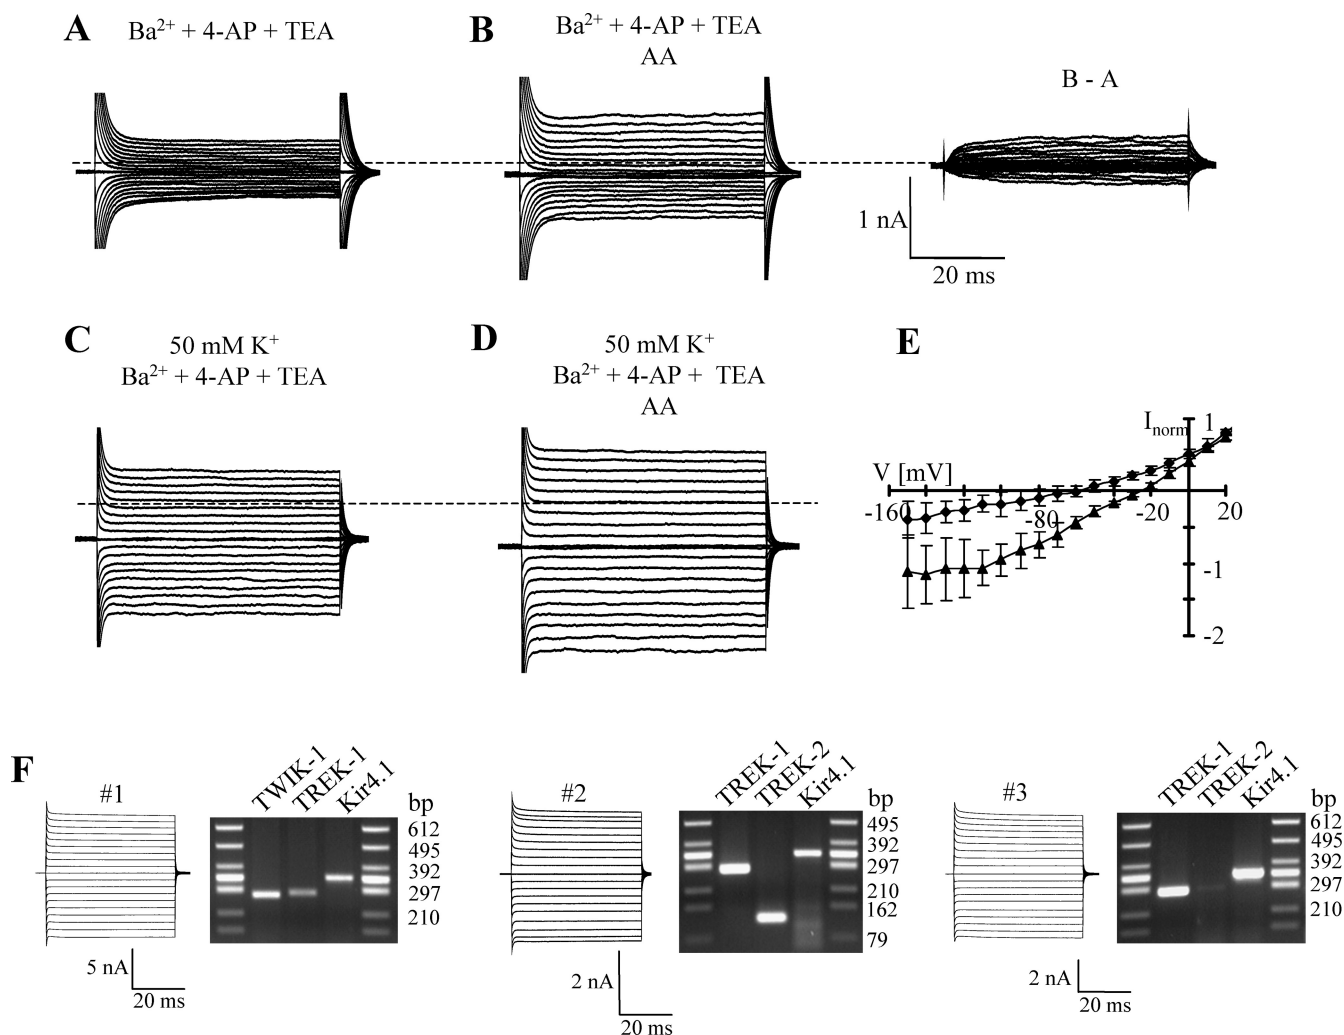 A
Ba²⁺ + 4-AP + TEA
B
Ba²⁺ + 4-AP + TEA
AA
B - A
1 nA
20 ms
C
50 mM K⁺
Ba²⁺ + 4-AP + TEA
D
50 mM K⁺
Ba²⁺ + 4-AP + TEA
AA
E
Inorm
1
V [mV]
-160
-80
-20
20
-1
-2
F
#1
TWIK-1
TREK-1
Kir4.1
bp
612
495
392
297
210
5 nA
20 ms
#2
TREK-1
TREK-2
Kir4.1
bp
495
392
297
210
162
79
2 nA
20 ms
#3
TREK-1
TREK-2
Kir4.1
bp
612
495
392
297
210
2 nA
20 ms